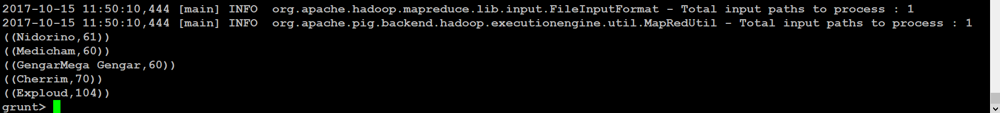 2017-10-15 11:50:10,444 [main] INFO  org.apache.hadoop.mapreduce.lib.input.FileInputFormat - Total input paths to process : 1
2017-10-15 11:50:10,444 [main] INFO  org.apache.pig.backend.hadoop.executionengine.util.MapRedUtil - Total input paths to process : 1
((Nidorino,61))
((Medicham,60))
((GengarMega Gengar,60))
((Cherrim,70))
((Exploud,104))
grunt>